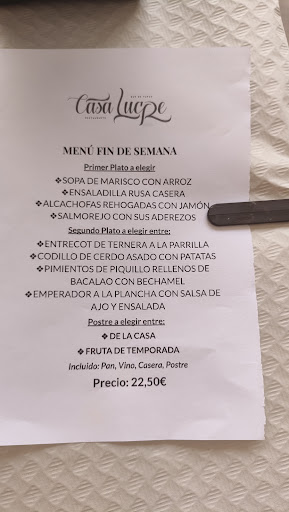 Casa Lucre
MENÚ FIN DE SEMANA
Primer Plato a elegir
❖SOPA DE MARISCO CON ARROZ
❖ENSALADILLA RUSA CASERA
❖ALCACHOFAS REHOGADAS CON JAMÓN
❖SALMOREJO CON SUS ADEREZOS
Segundo Plato a elegir entre:
❖ENTRECOT DE TERNERA A LA PARRILLA
❖CODILLO DE CERDO ASADO CON PATATAS
❖PIMIENTOS DE PIQUILLO RELLENOS DE
BACALAO CON BECHAMEL
❖EMPERADOR A LA PLANCHA CON SALSA DE
AJO Y ENSALADA
Postre a elegir entre:
❖DE LA CASA
❖FRUTA DE TEMPORADA
Incluido: Pan, Vino, Casera, Postre
Precio: 22,50€